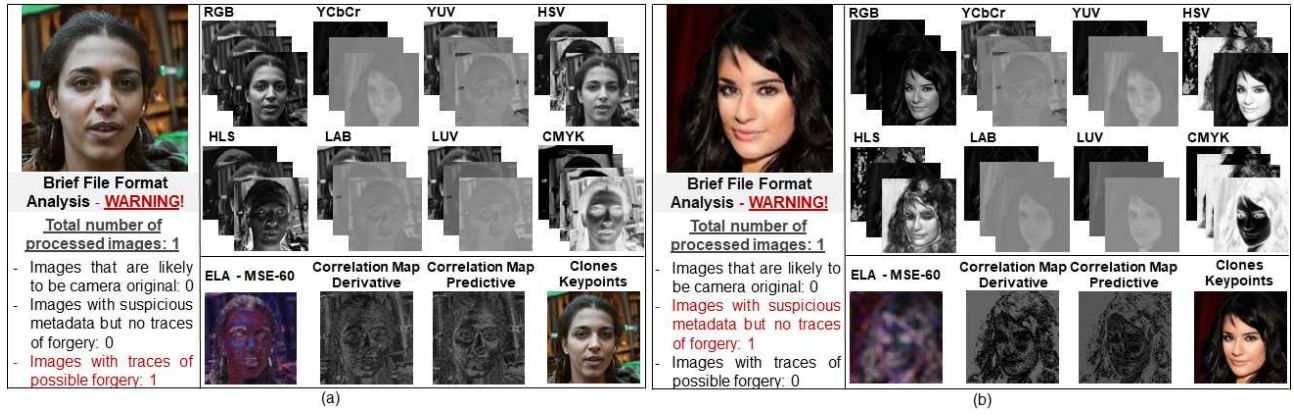 RGB YCbCr YUV HSV
HLS LAB LUV CMYK
Brief File Format
Analysis - WARNING!
Total number of
processed images: 1
- Images that are likely
to be camera original: 0
- Images with suspicious
metadata but no traces
of forgery: 0
- Images with traces of
possible forgery: 1
ELA - MSE-60 Correlation Map Derivative Correlation Map Predictive Clones Keypoints
(a)
RGB YCbCr YUV HSV
HLS LAB LUV CMYK
Brief File Format
Analysis - WARNING!
Total number of
processed images: 1
- Images that are likely to
be camera original: 0
- Images with suspicious
metadata but no traces
of forgery: 1
- Images with traces of
possible forgery: 0
ELA - MSE-60 Correlation Map Derivative Correlation Map Predictive Clones Keypoints
(b)